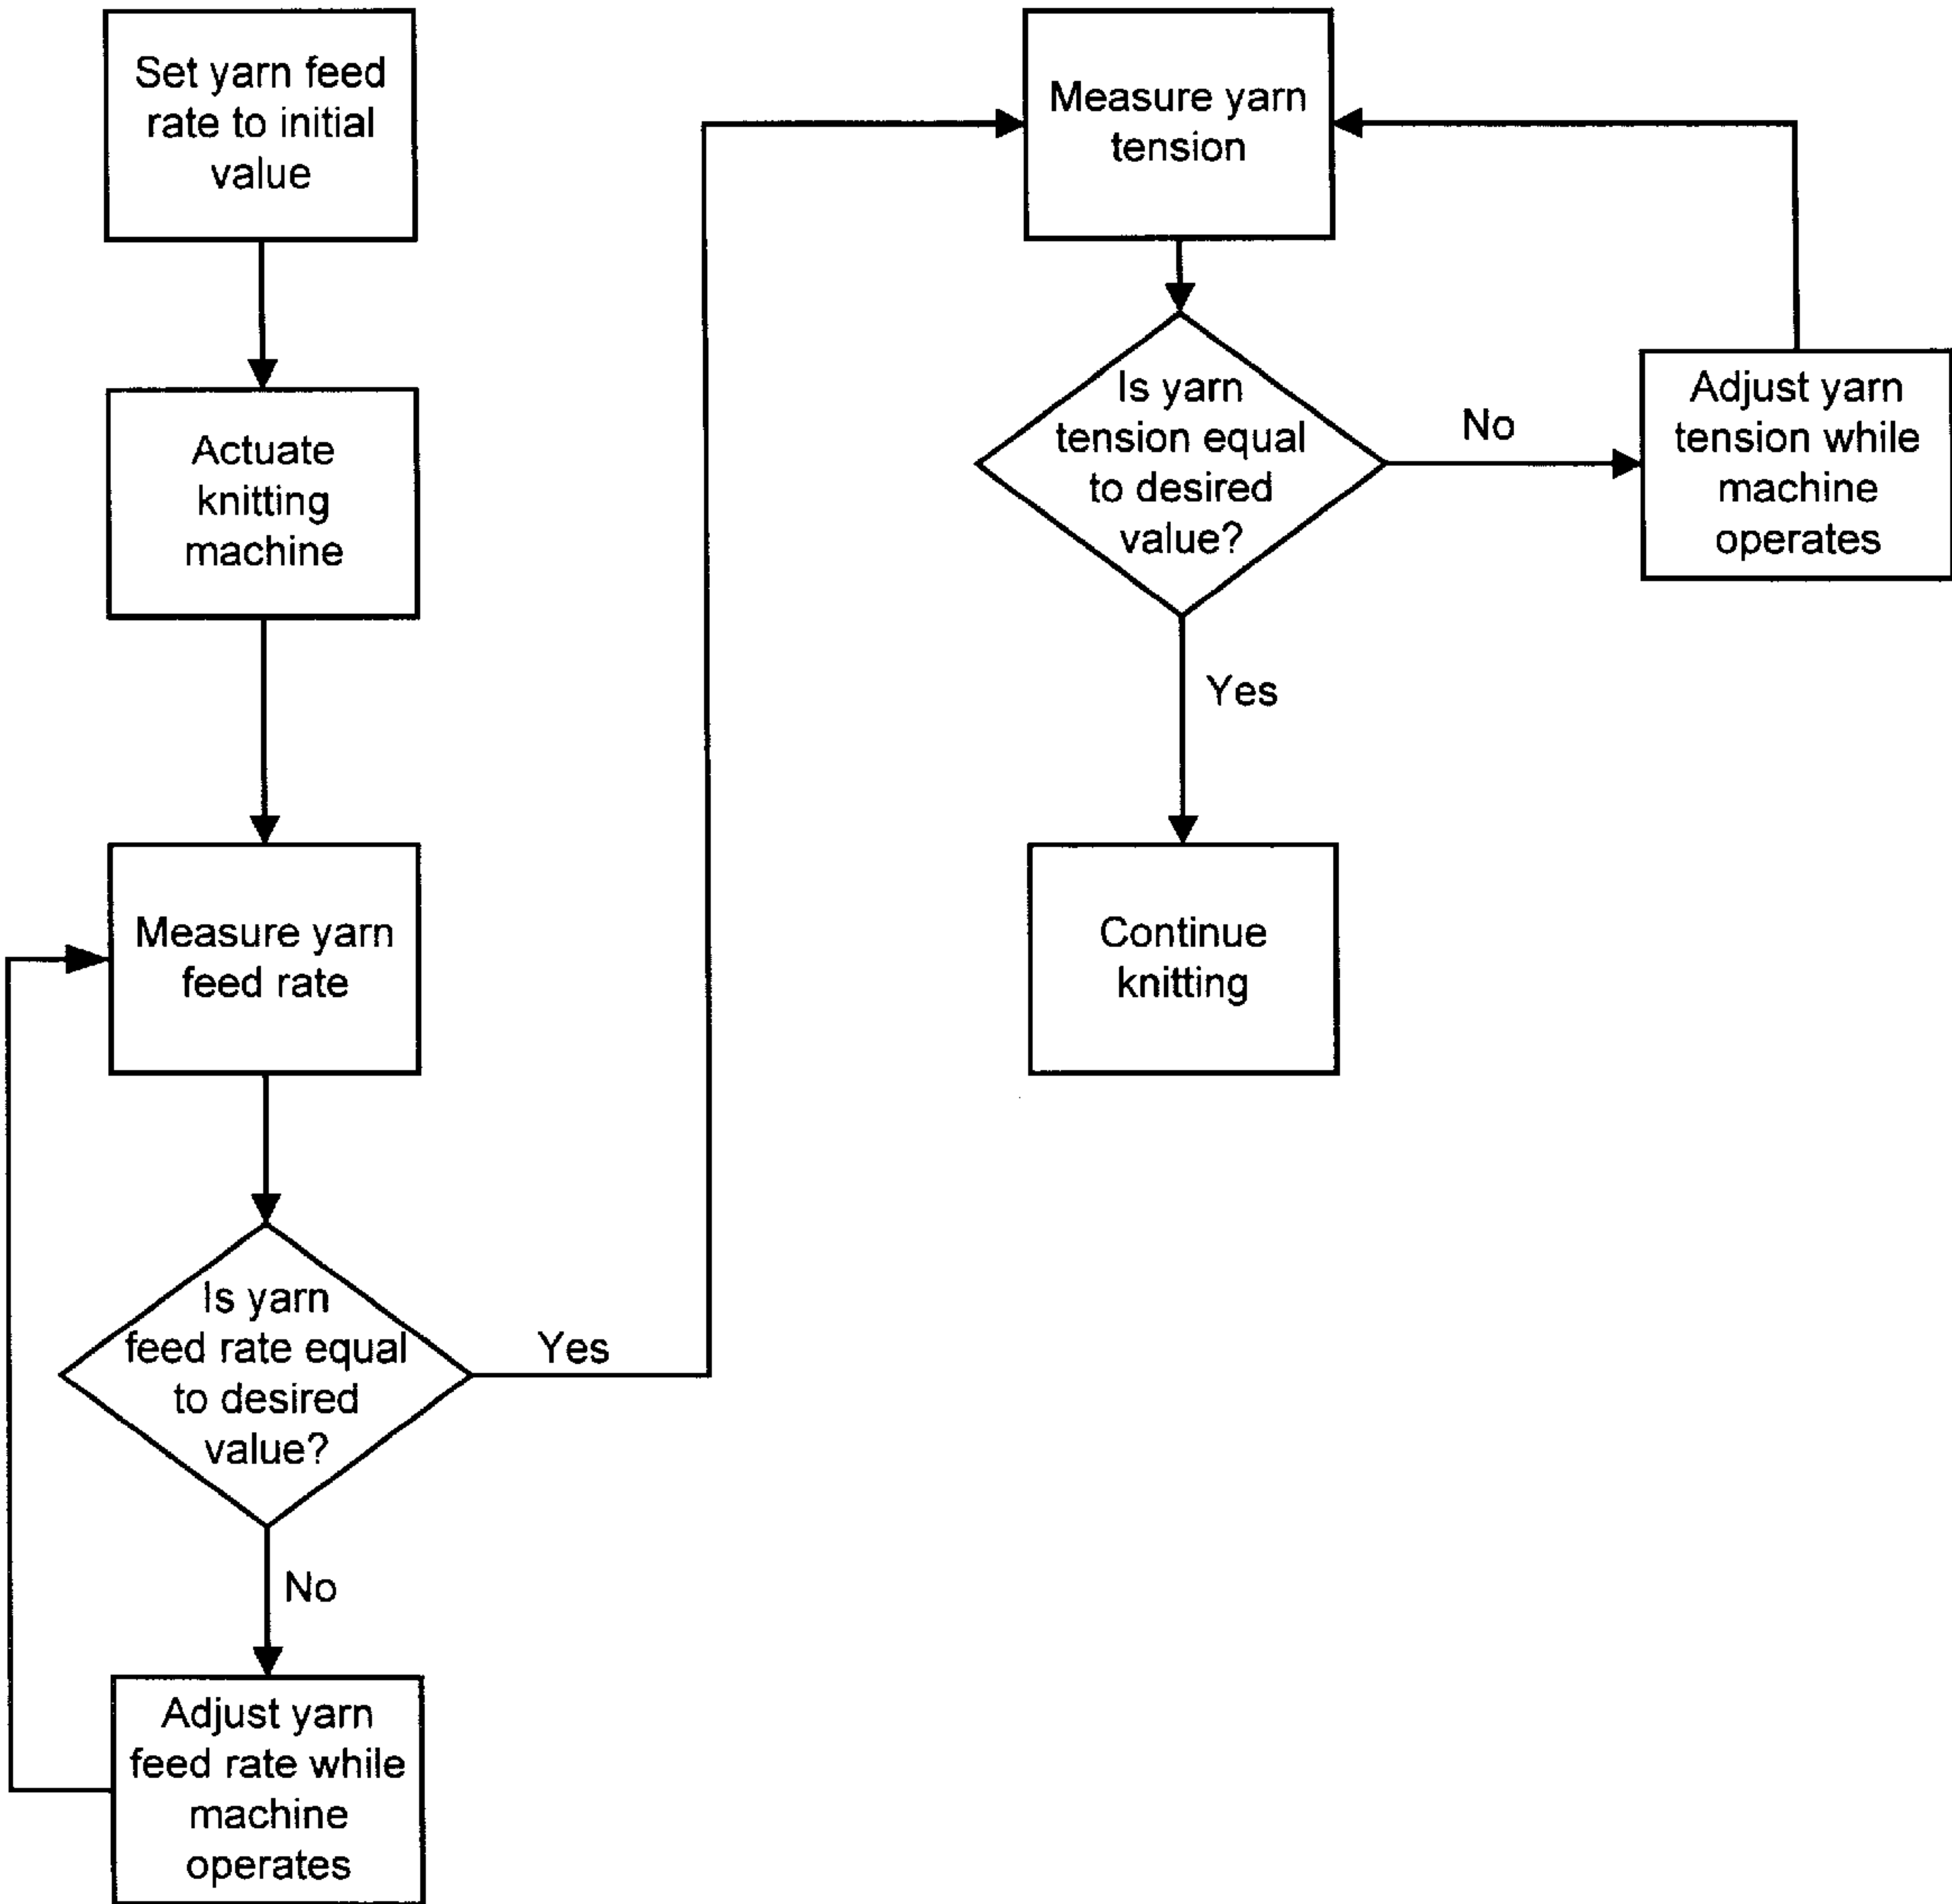 Set yarn feed
rate to initial
value
Actuate
knitting
machine
Measure yarn
feed rate
Is yarn
feed rate equal
to desired
value?
Yes
No
Adjust yarn
feed rate while
machine
operates
Measure yarn
tension
Is yarn
tension equal
to desired
value?
No
Adjust yarn
tension while
machine
operates
Yes
Continue
knitting